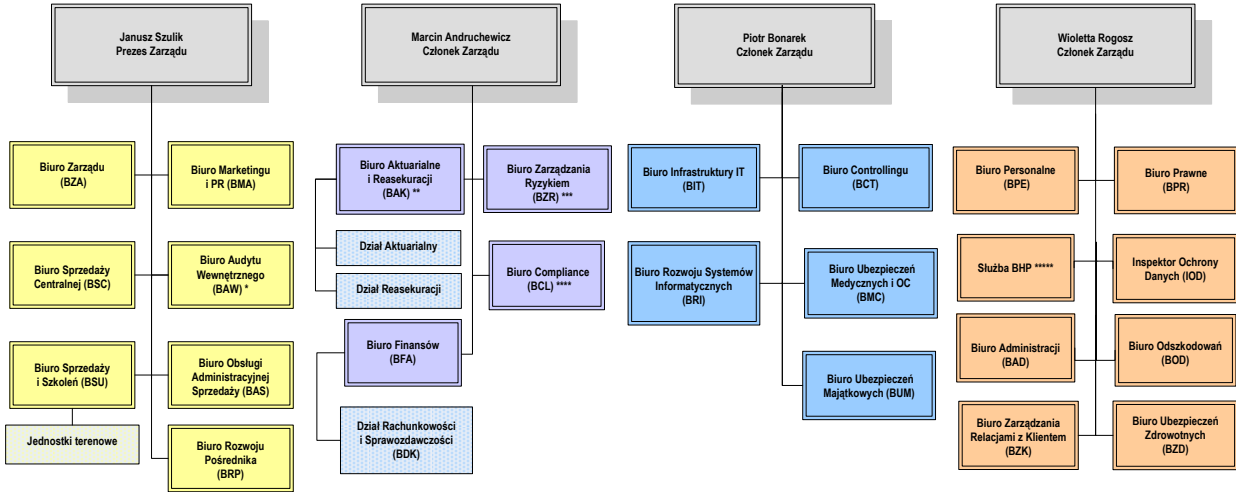 Janusz Szulik
Prezes Zarządu
Marcin Andruchewicz
Członek Zarządu
Piotr Bonarek
Członek Zarządu
Wioletta Rogosz
Członek Zarządu
Biuro Zarządu
(BZA)
Biuro Marketingu
i PR (BMA)
Biuro Sprzedaży
Centralnej (BSC)
Biuro Audytu
Wewnętrznego
(BAW) *
Biuro Sprzedaży
i Szkoleń (BSU)
Biuro Obsługi
Administracyjnej
Sprzedaży (BAS)
Jednostki terenowe
Biuro Rozwoju
Pośrednika
(BRP)
Biuro Aktuarialne
i Reasekuracji
(BAK) **
Biuro Zarządzania
Ryzykiem
(BZR) ***
Dział Aktuarialny
Dział Reasekuracji
Biuro Compliance
(BCL) ****
Biuro Finansów
(BFA)
Dział Rachunkowości
i Sprawozdawczości
(BDK)
Biuro Infrastruktury IT
(BIT)
Biuro Controllingu
(BCT)
Biuro Rozwoju Systemów
Informatycznych
(BRI)
Biuro Ubezpieczeń
Medycznych i OC
(BMC)
Biuro Ubezpieczeń
Majątkowych (BUM)
Biuro Personalne
(BPE)
Biuro Prawne
(BPR)
Służba BHP *****
Inspektor Ochrony
Danych (IOD)
Biuro Administracji
(BAD)
Biuro Odszkodowań
(BOD)
Biuro Zarządzania
Relacjami z Klientem
(BZK)
Biuro Ubezpieczeń
Zdrowotnych
(BZD)